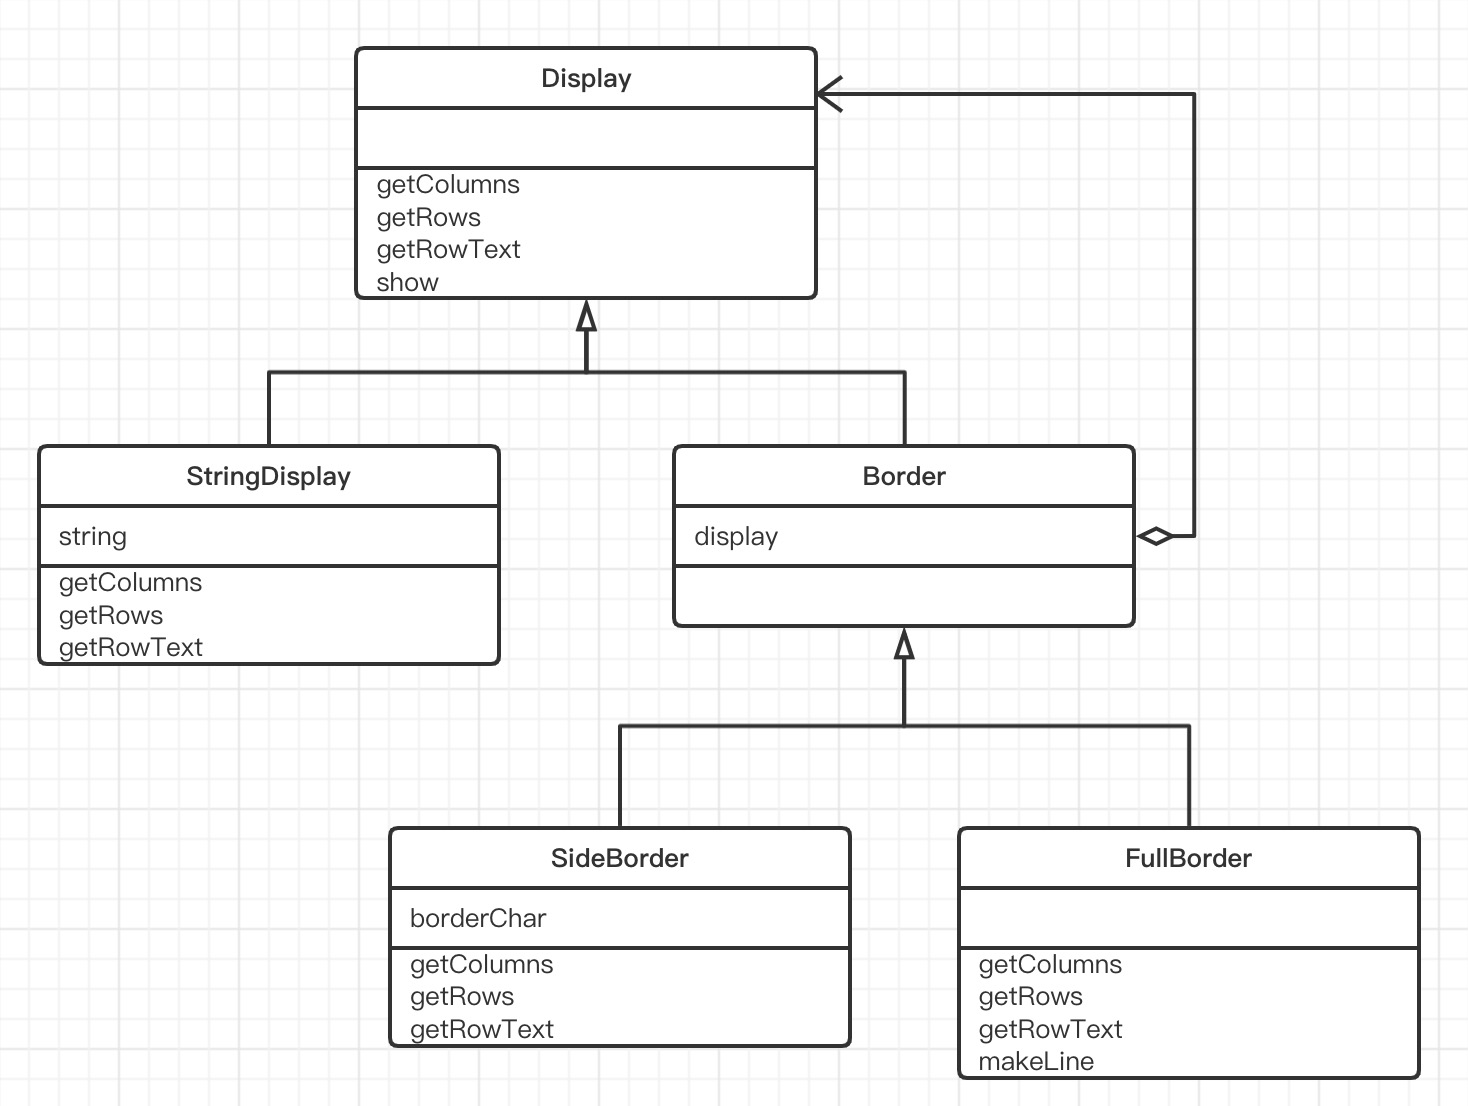 Display
getColumns
getRows
getRowText
show
StringDisplay
string
getColumns
getRows
getRowText
Border
display
SideBorder
borderChar
getColumns
getRows
getRowText
FullBorder
getColumns
getRows
getRowText
makeLine